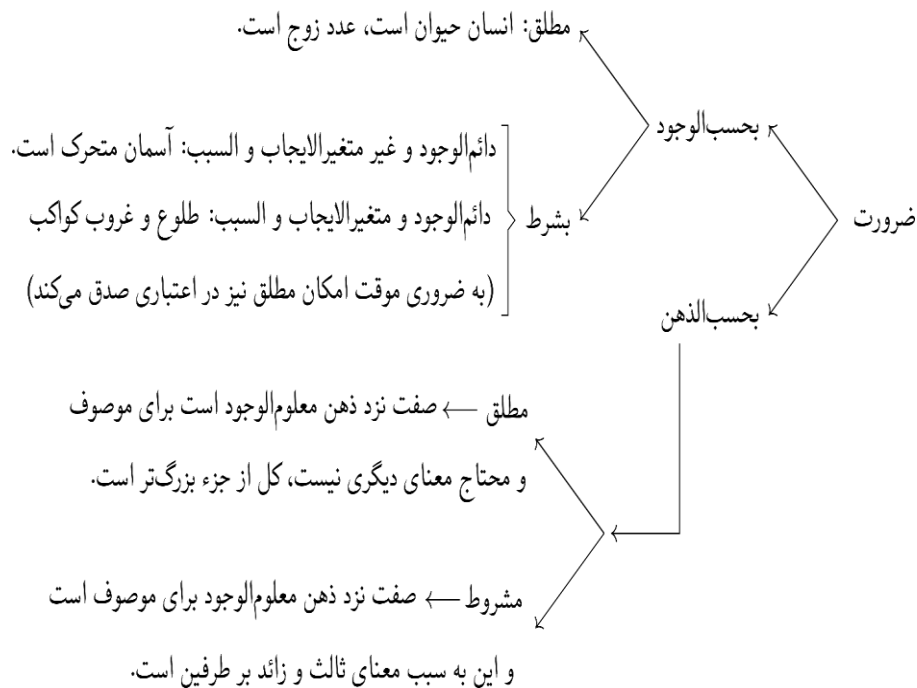 مطلق: انسان حیوان است، عدد زوج است.
بحسب‌الوجود
دائم‌الوجود و غیر متغیرالایجاب و السبب: آسمان متحرک است.
ضرورت
بشرط
دائم‌الوجود و متغیرالایجاب و السبب: طلوع و غروب کواکب
(به ضروری موقت امکان مطلق نیز در اعتباری صدق می‌کند)
بحسب‌الذهن
مطلق ← صفت نزد ذهن معلوم‌الوجود است برای موصوف
و محتاج معنای دیگری نیست، کل از جزء بزرگ‌تر است.
مشروط ← صفت نزد ذهن معلوم‌الوجود برای موصوف است
و این به سبب معنای ثالث و زائد بر طرفین است.